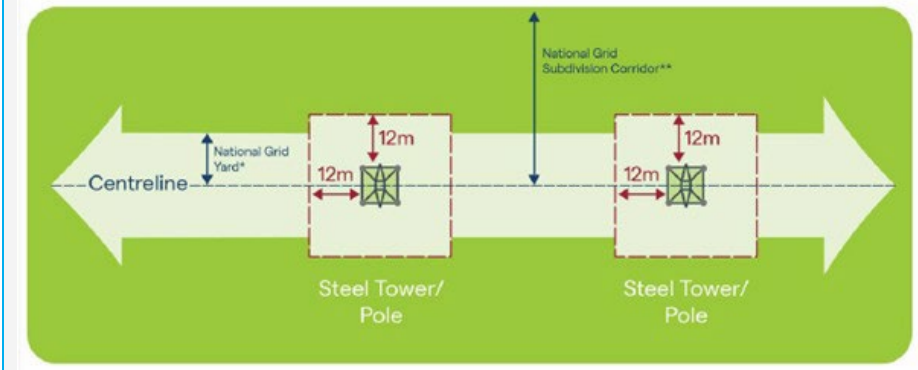 National Grid
Subdivision Corridor**
12m
12m
National Grid
Yard*
12m
12m
Centreline
Steel Tower/
Pole
Steel Tower/
Pole